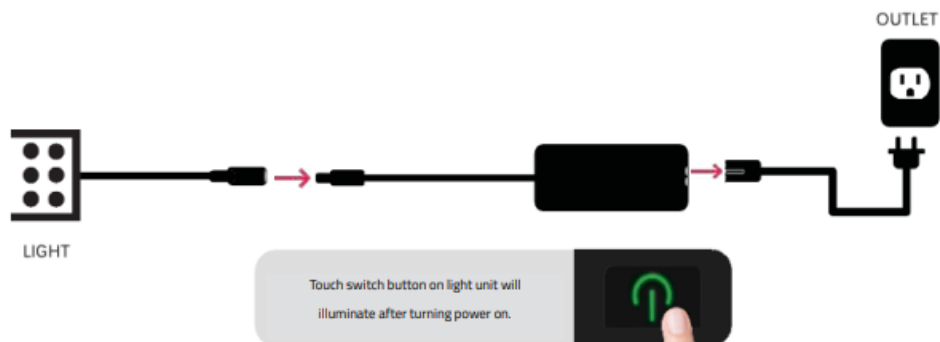 OUTLET
LIGHT
Touch switch button on light unit will
illuminate after turning power on.